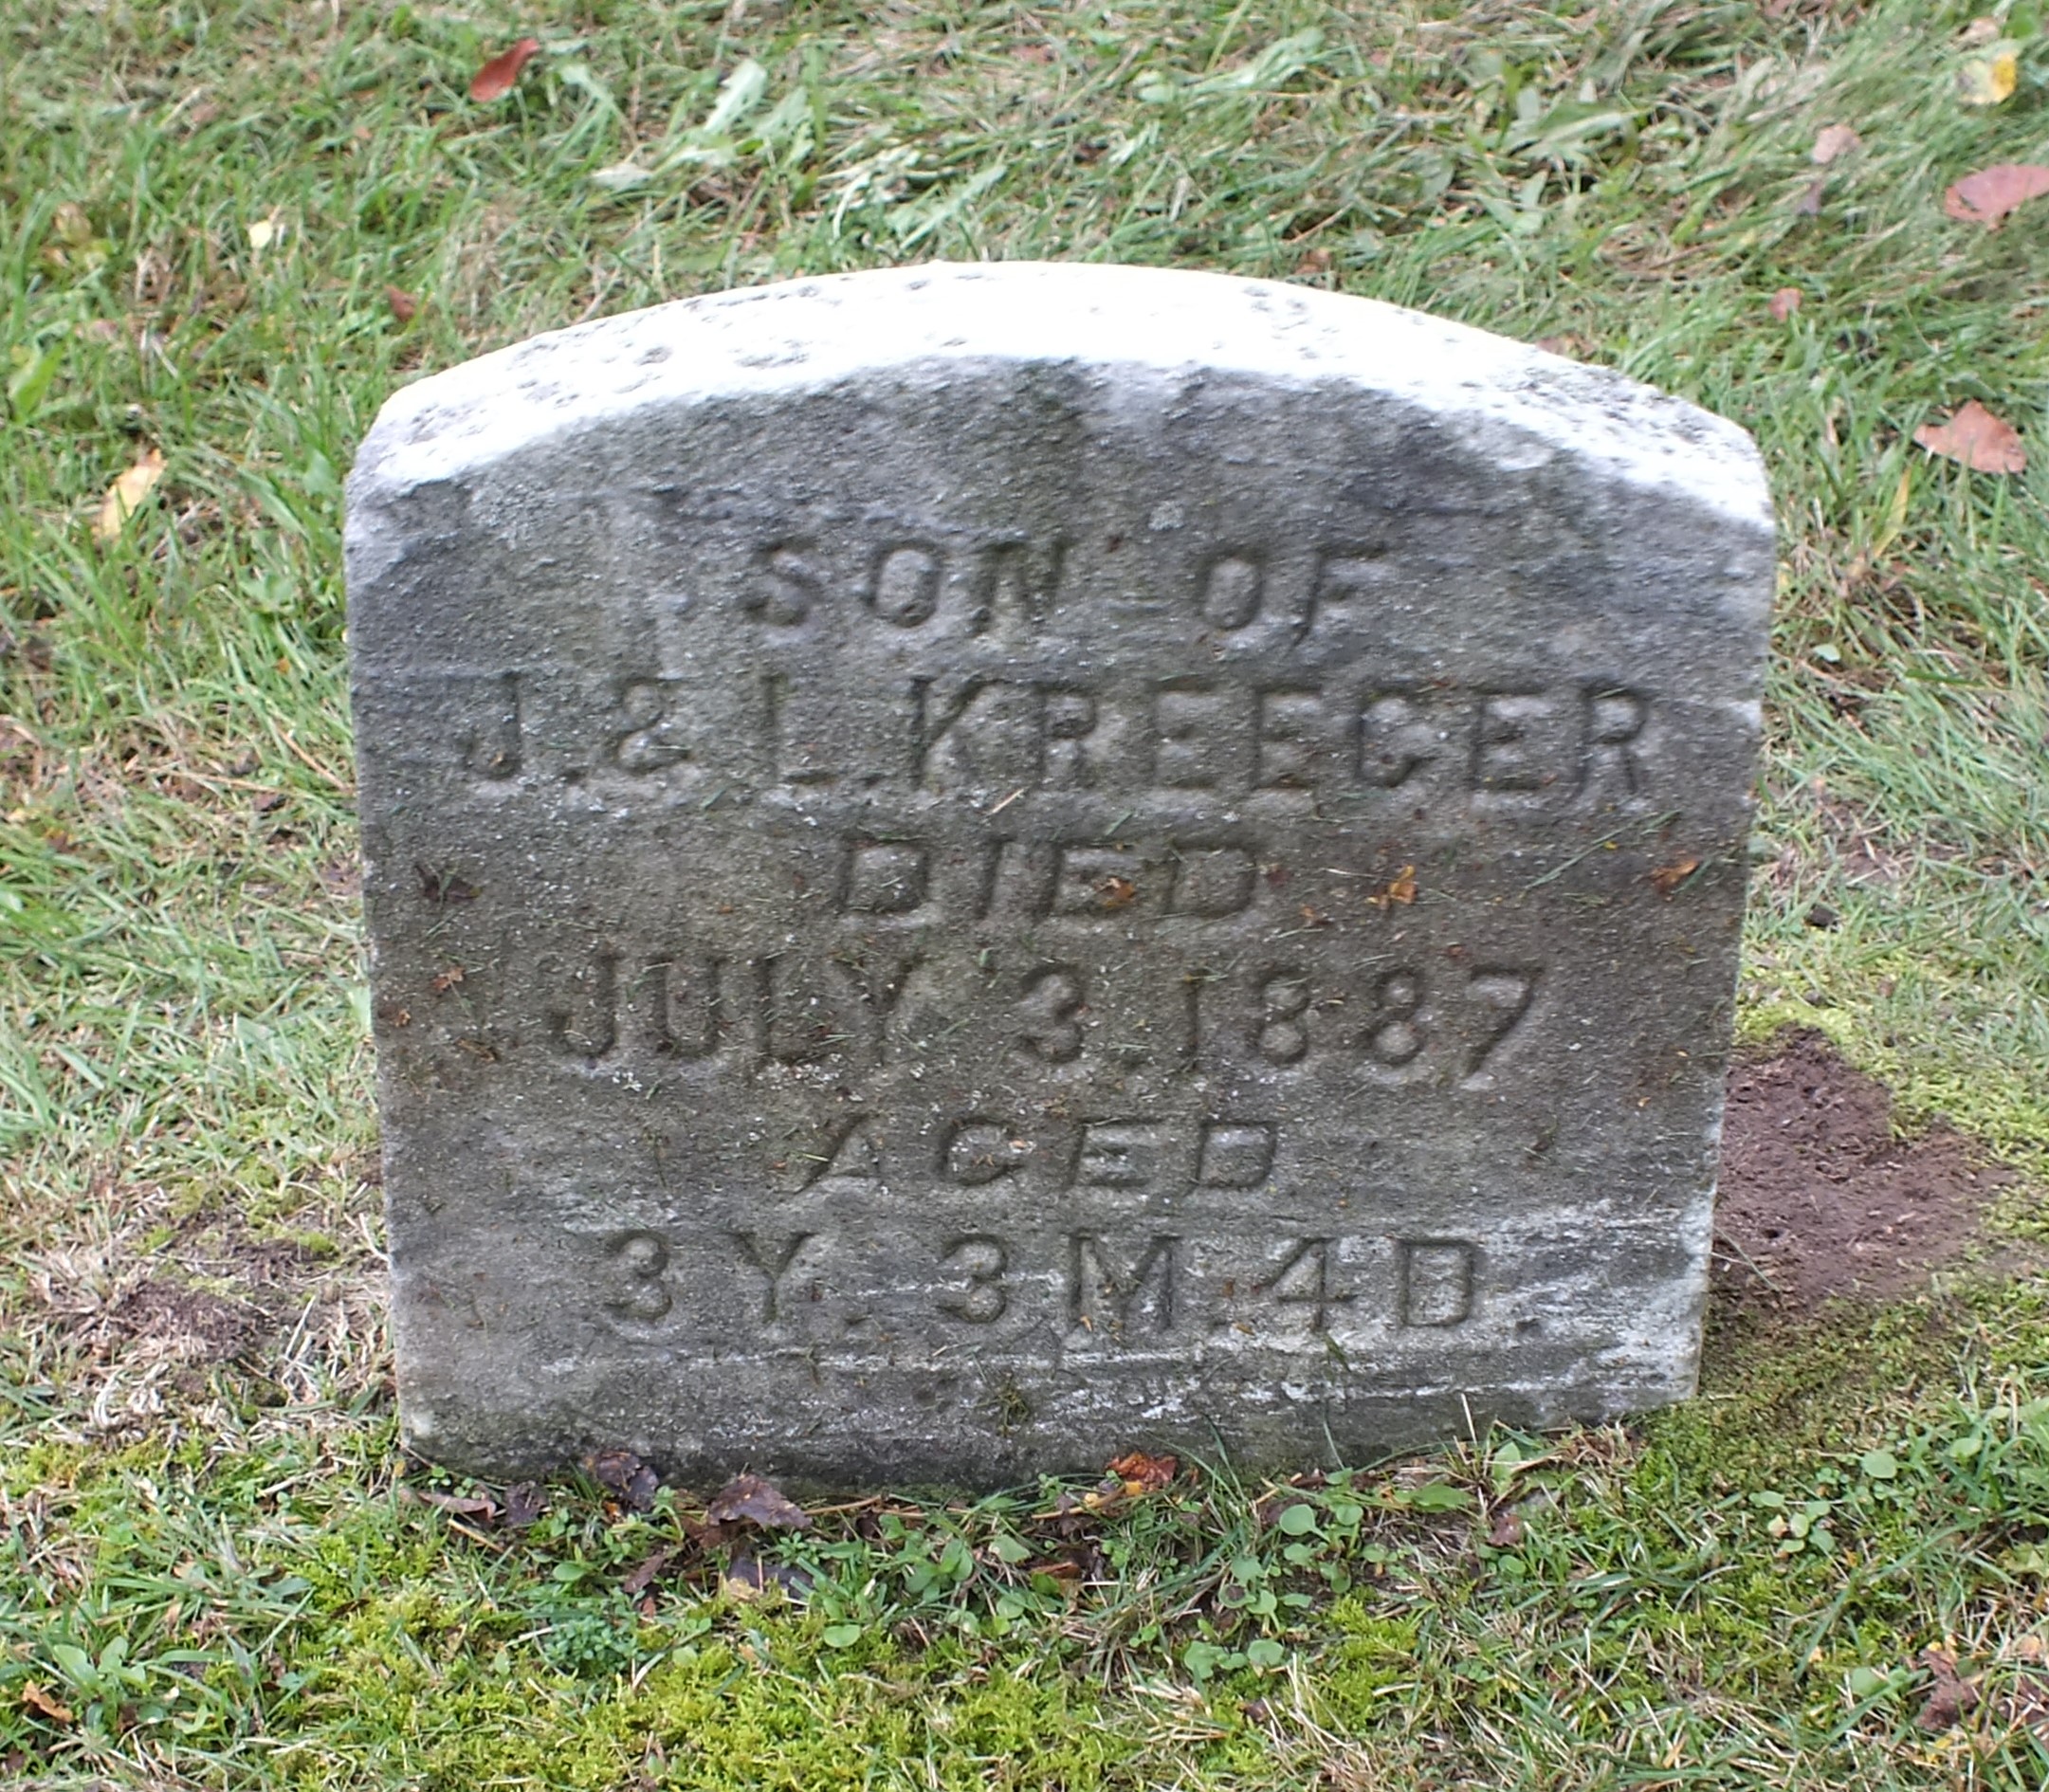 SON OF
J. & L. KREEGER
DIED
JULY 3, 1887
AGED
3 Y. 3 M. 4 D.